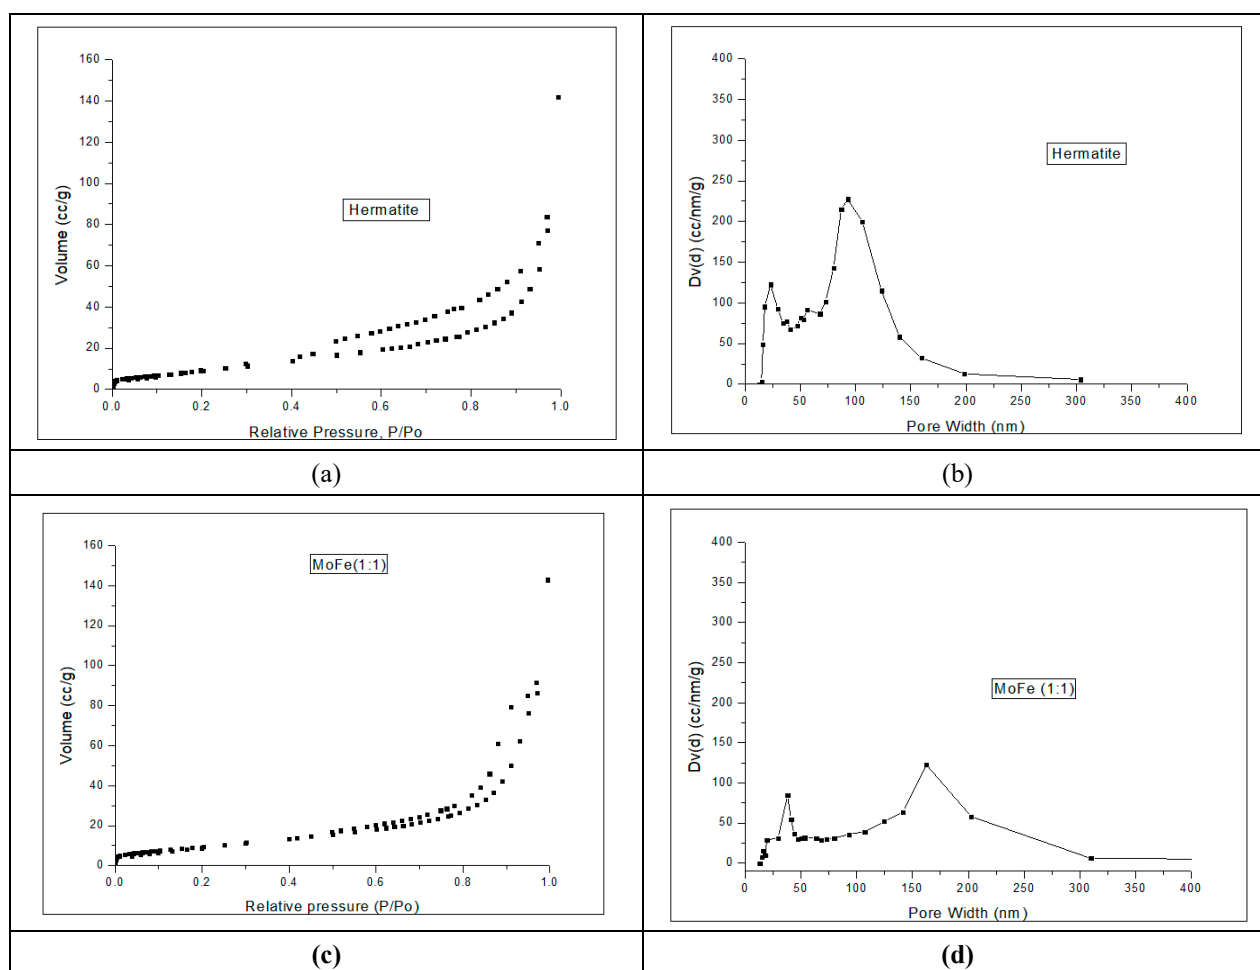 160
140
120
100
80
60
40
20
0
Volume (cc/g)
Hermatite
0.0 0.2 0.4 0.6 0.8 1.0
Relative Pressure, P/Po
400
350
300
250
200
150
100
50
0
Dv(d) (cc/nm/g)
Hermatite
0 50 100 150 200 250 300 350 400
Pore Width (nm)
(a)
(b)
160
140
120
100
80
60
40
20
0
Volume (cc/g)
MoFe(1:1)
0.0 0.2 0.4 0.6 0.8 1.0
Relative pressure (P/Po)
400
350
300
250
200
150
100
50
0
Dv(d) (cc/nm/g)
MoFe (1:1)
0 50 100 150 200 250 300 350 400
Pore Width (nm)
(c)
(d)